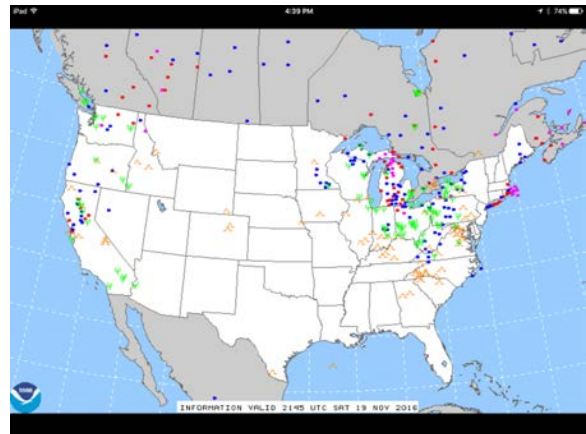 iPad 4:39 PM 74%
NOAA
INFORMATION VALID 2145 UTC SAT 19 NOV 2016